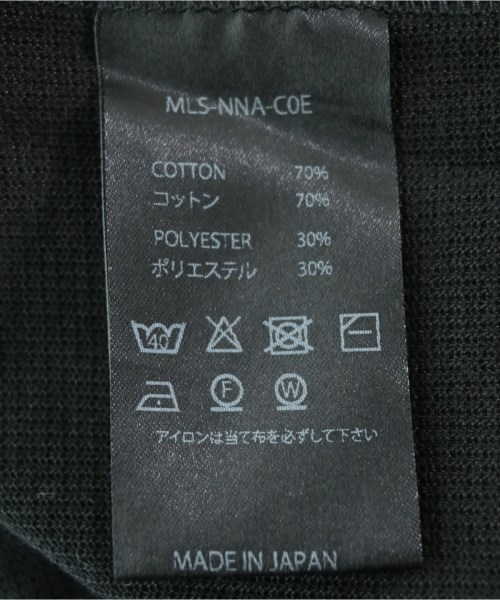 MLS-NNA-C0E
COTTON 70%
コットン 70%
POLYESTER 30%
ポリエステル 30%
40
F W
アイロンは当て布を必ずして下さい
MADE IN JAPAN